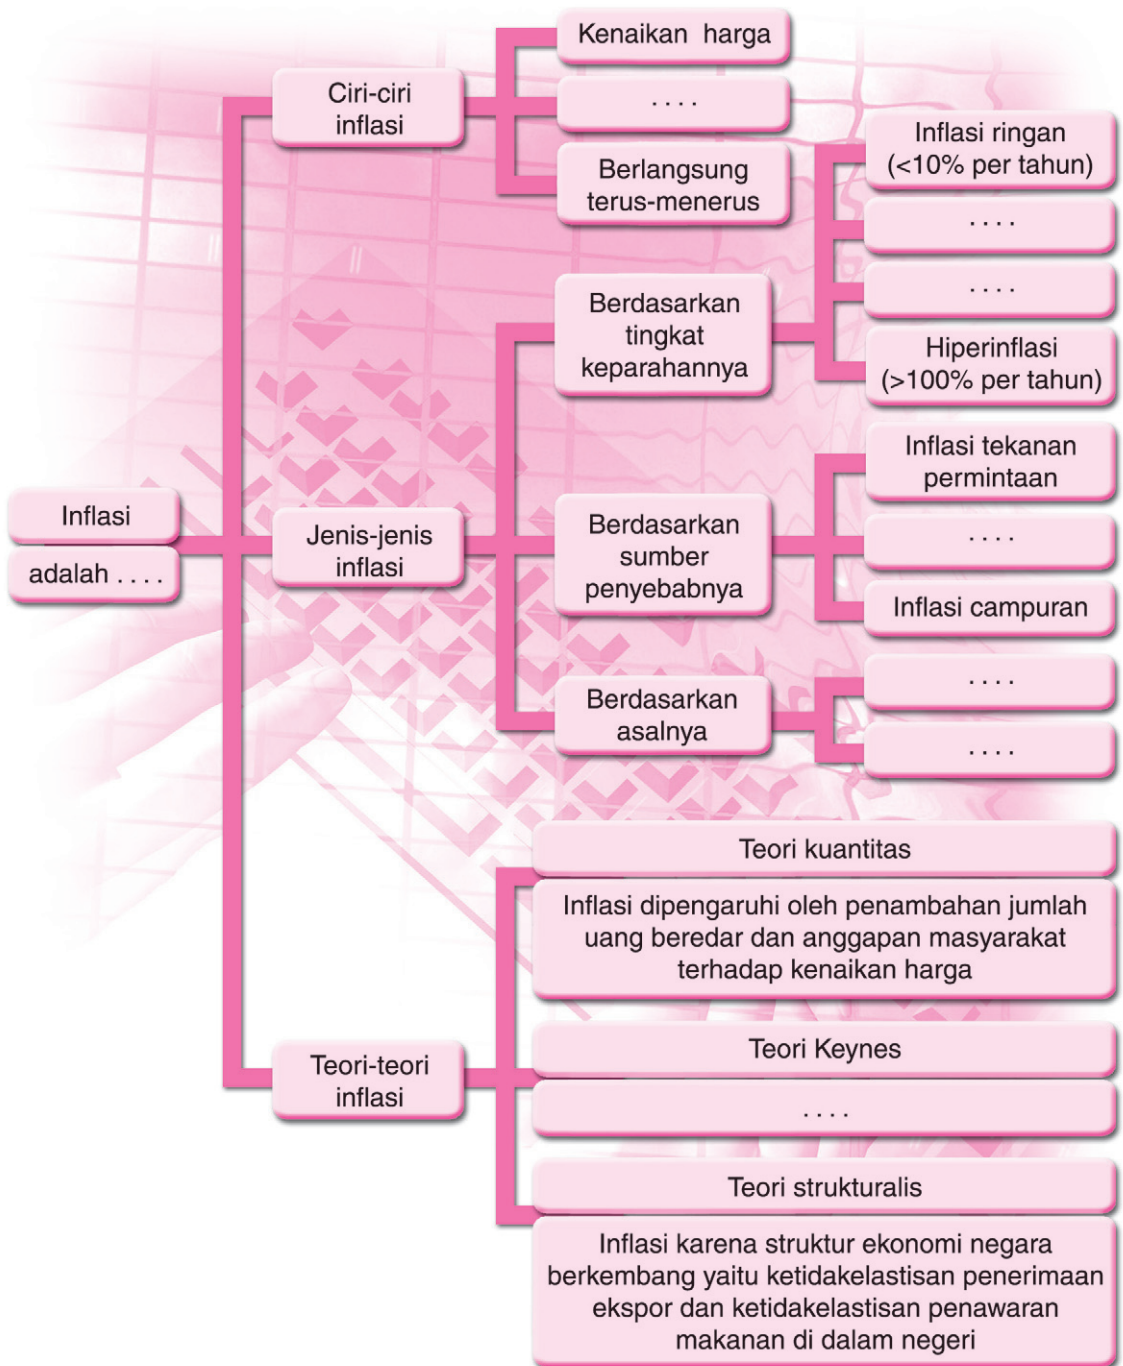 Kenaikan harga
Ciri-ciri
inflasi
. . . .
Berlangsung
terus-menerus
Inflasi ringan
(<10% per tahun)
. . . .
. . . .
Hiperinflasi
(>100% per tahun)
Berdasarkan
tingkat
keparahannya
Inflasi tekanan
permintaan
. . . .
Inflasi campuran
Berdasarkan
sumber
penyebabnya
Inflasi
adalah . . . .
Jenis-jenis
inflasi
Berdasarkan
asalnya
. . . .
. . . .
Teori kuantitas
Inflasi dipengaruhi oleh penambahan jumlah
uang beredar dan anggapan masyarakat
terhadap kenaikan harga
Teori-teori
inflasi
Teori Keynes
. . . .
Teori strukturalis
Inflasi karena struktur ekonomi negara
berkembang yaitu ketidakelastisan penerimaan
ekspor dan ketidakelastisan penawaran
makanan di dalam negeri